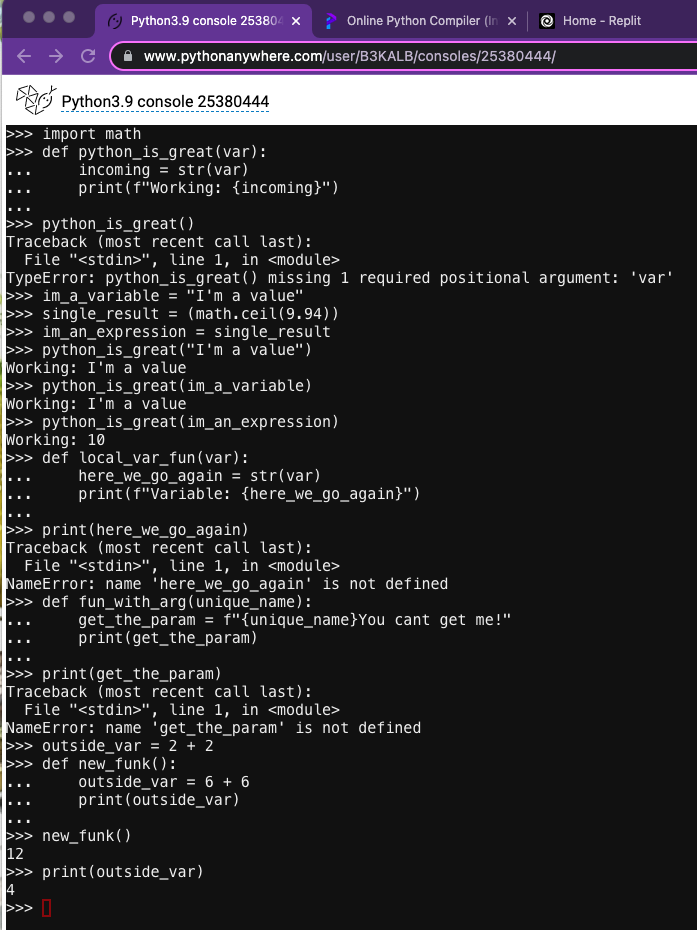 Python3.9 console 25380
Online Python Compiler (In
Home - Replit
www.pythonanywhere.com/user/B3KALB/consoles/25380444/
Python3.9 console 25380444
>>> import math
>>> def python_is_great(var):
...     incoming = str(var)
...     print(f"Working: {incoming}")
...
>>> python_is_great()
Traceback (most recent call last):
  File "<stdin>", line 1, in <module>
TypeError: python_is_great() missing 1 required positional argument: 'var'
>>> im_a_variable = "I'm a value"
>>> single_result = (math.ceil(9.94))
>>> im_an_expression = single_result
>>> python_is_great("I'm a value")
Working: I'm a value
>>> python_is_great(im_a_variable)
Working: I'm a value
>>> python_is_great(im_an_expression)
Working: 10
>>> def local_var_fun(var):
...     here_we_go_again = str(var)
...     print(f"Variable: {here_we_go_again}")
...
>>> print(here_we_go_again)
Traceback (most recent call last):
  File "<stdin>", line 1, in <module>
NameError: name 'here_we_go_again' is not defined
>>> def fun_with_arg(unique_name):
...     get_the_param = f"{unique_name}You cant get me!"
...     print(get_the_param)
...
>>> print(get_the_param)
Traceback (most recent call last):
  File "<stdin>", line 1, in <module>
NameError: name 'get_the_param' is not defined
>>> outside_var = 2 + 2
>>> def new_funk():
...     outside_var = 6 + 6
...     print(outside_var)
...
>>> new_funk()
12
>>> print(outside_var)
4
>>>